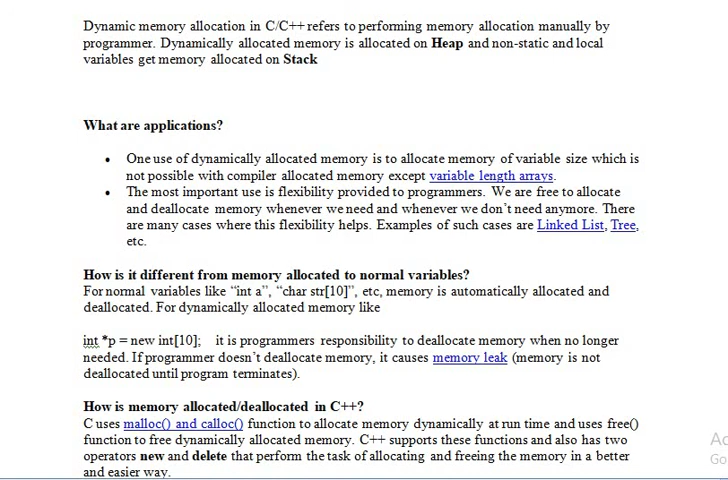 Dynamic memory allocation in C/C++ refers to performing memory allocation manually by
programmer. Dynamically allocated memory is allocated on Heap and non-static and local
variables get memory allocated on Stack
What are applications?
• One use of dynamically allocated memory is to allocate memory of variable size which is
not possible with compiler allocated memory except variable length arrays.
• The most important use is flexibility provided to programmers. We are free to allocate
and deallocate memory whenever we need and whenever we don’t need anymore. There
are many cases where this flexibility helps. Examples of such cases are Linked List, Tree,
etc.
How is it different from memory allocated to normal variables?
For normal variables like “int a”, “char str[10]”, etc, memory is automatically allocated and
deallocated. For dynamically allocated memory like
int *p = new int[10]; it is programmers responsibility to deallocate memory when no longer
needed. If programmer doesn’t deallocate memory, it causes memory leak (memory is not
deallocated until program terminates).
How is memory allocated/deallocated in C++?
C uses malloc() and calloc() function to allocate memory dynamically at run time and uses free()
function to free dynamically allocated memory. C++ supports these functions and also has two
operators new and delete that perform the task of allocating and freeing the memory in a better
and easier way.
Go